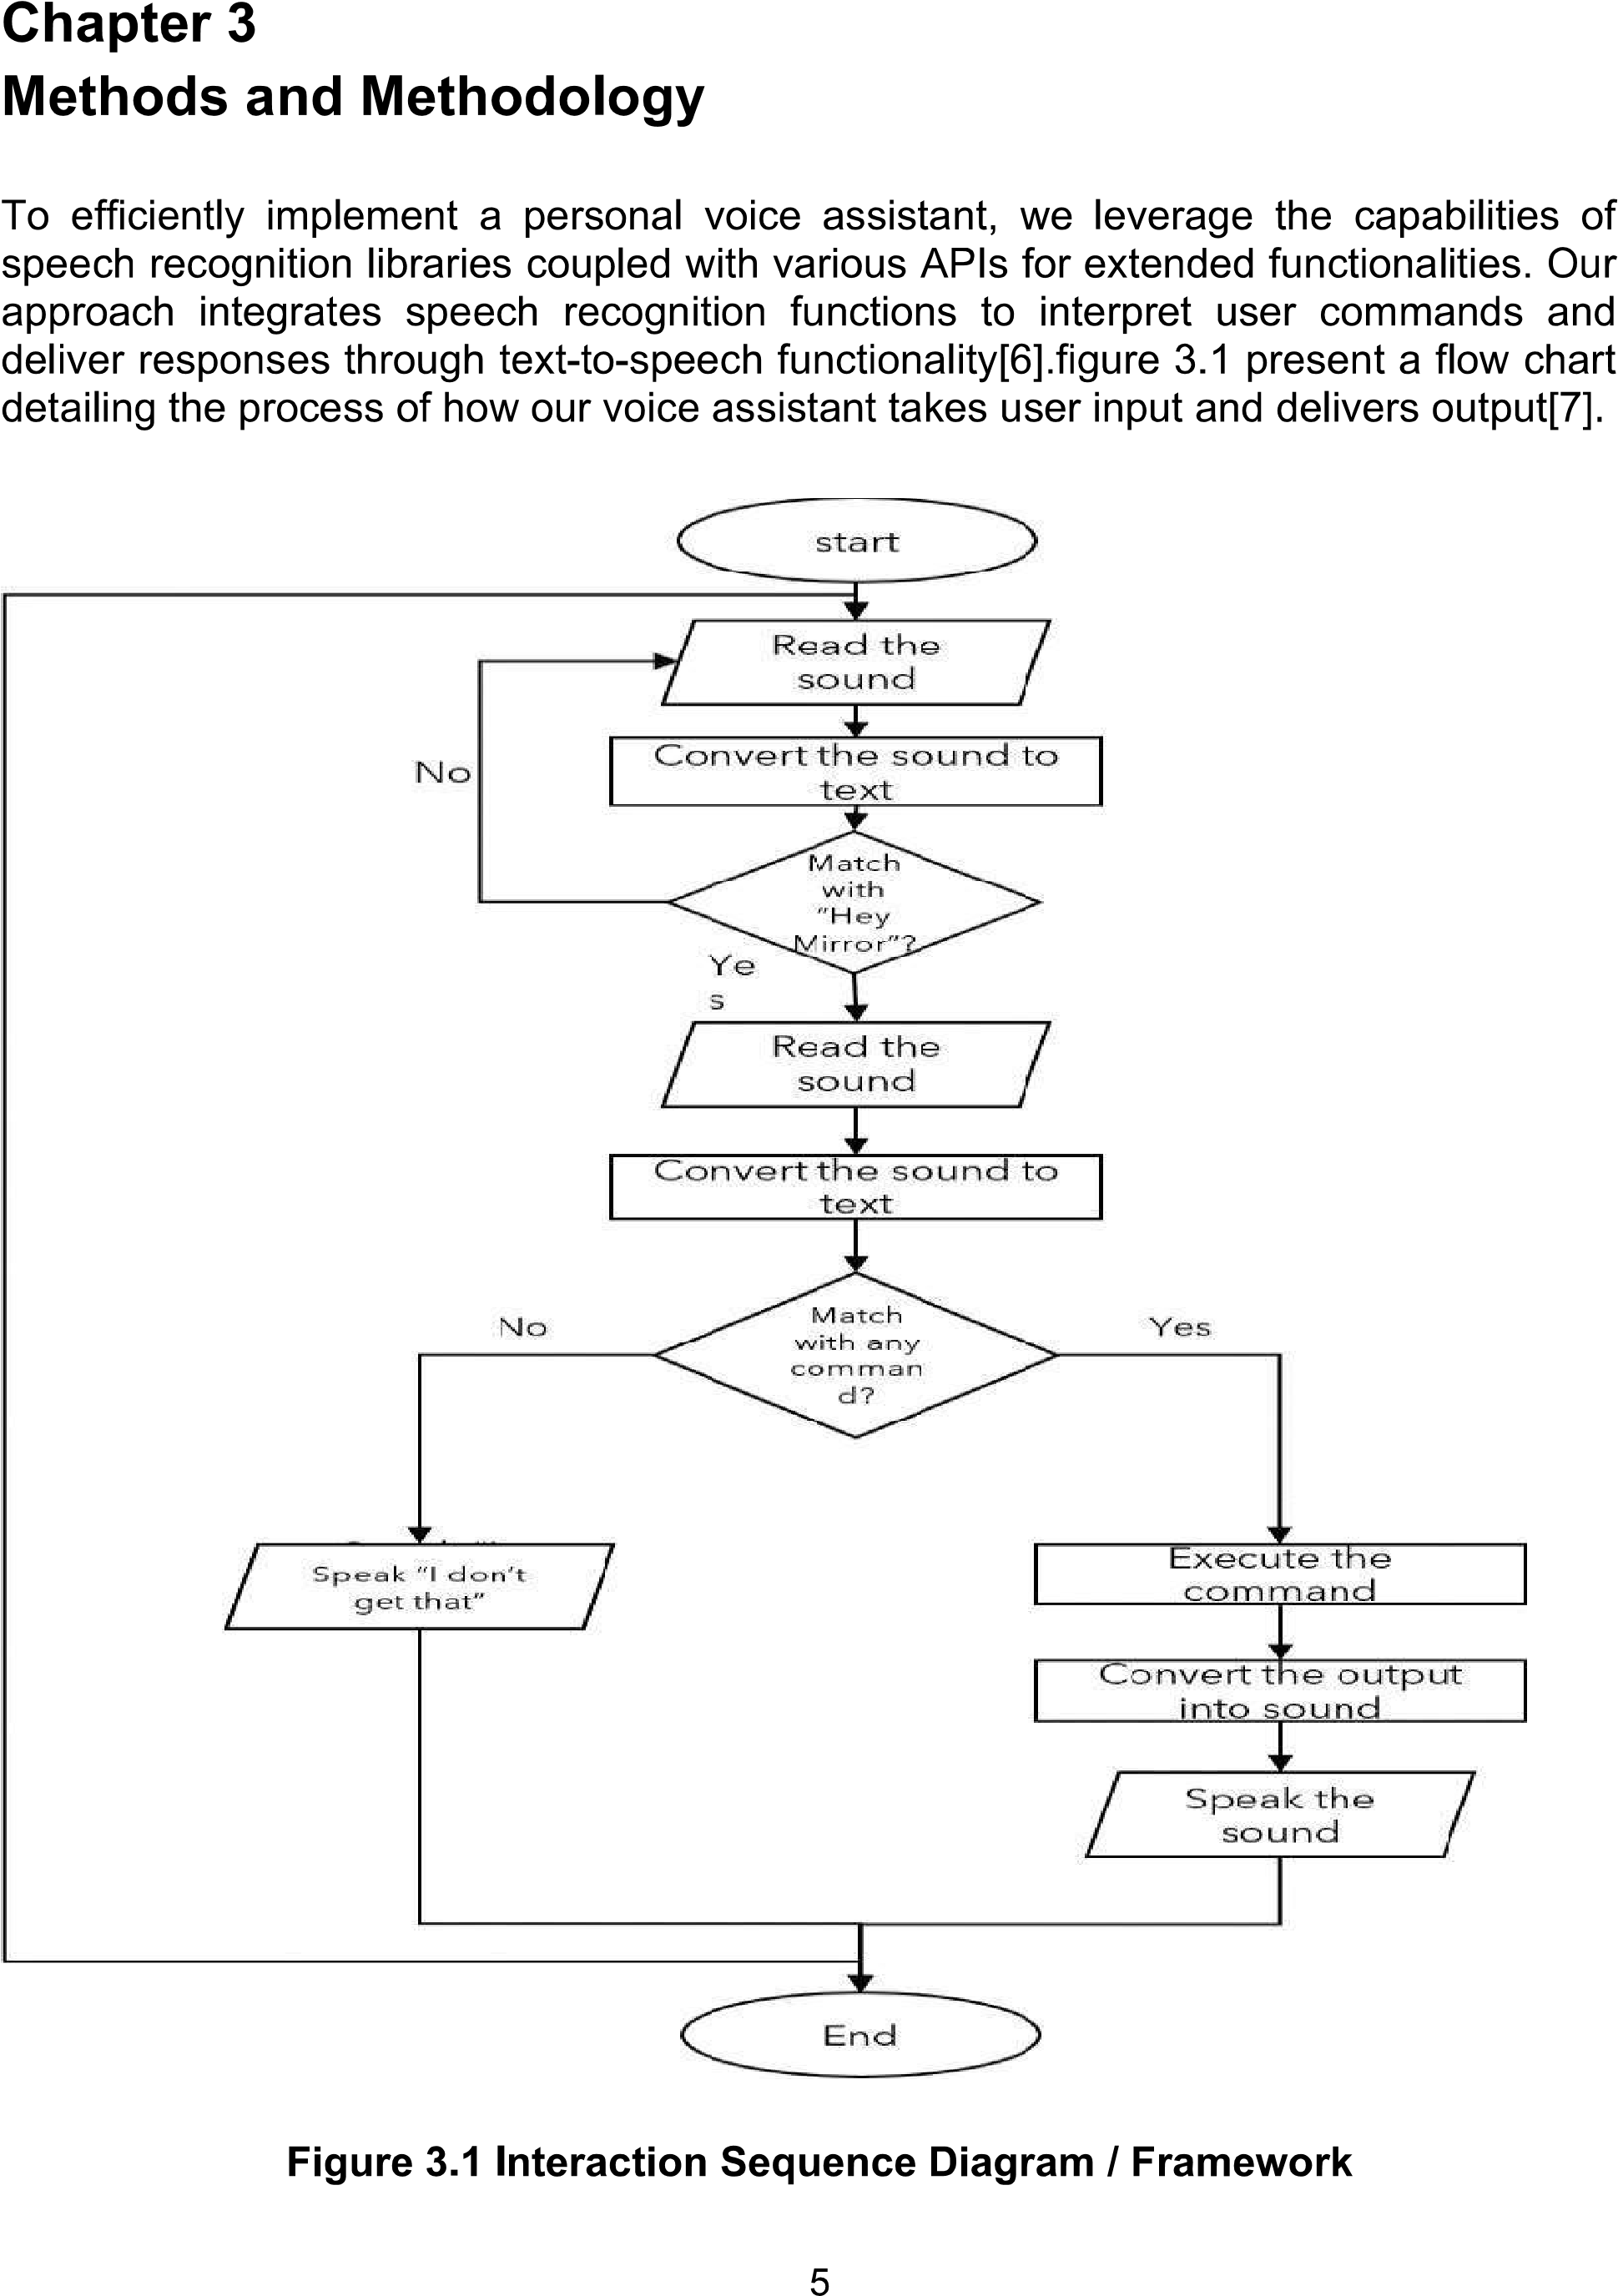 Chapter 3
Methods and Methodology
To efficiently implement a personal voice assistant, we leverage the capabilities of
speech recognition libraries coupled with various APIs for extended functionalities. Our
approach integrates speech recognition functions to interpret user commands and
deliver responses through text-to-speech functionality[6].figure 3.1 present a flow chart
detailing the process of how our voice assistant takes user input and delivers output[7].
start
Read the
sound
No
Convert the sound to
text
Match
with
“Hey
Mirror”?
Ye
s
Read the
sound
Convert the sound to
text
No
Match
with any
comman
d?
Yes
Speak “I don’t
get that”
Execute the
command
Convert the output
into sound
Speak the
sound
End
Figure 3.1 Interaction Sequence Diagram / Framework
5